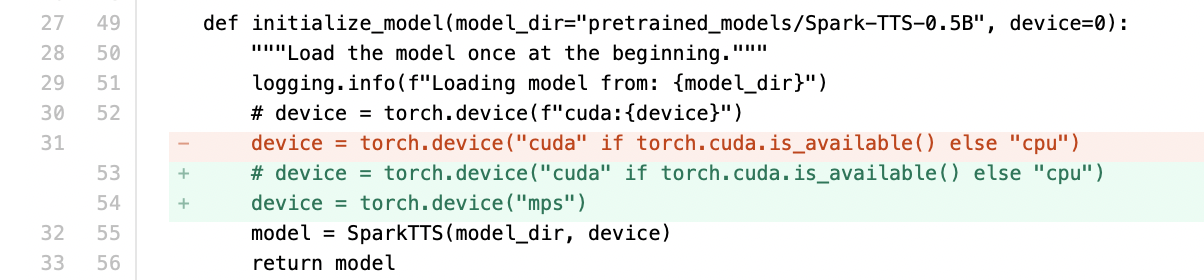 27 49 def initialize_model(model_dir="pretrained_models/Spark-TTS-0.5B", device=0):
28 50 """Load the model once at the beginning."""
29 51 logging.info(f"Loading model from: {model_dir}")
30 52 # device = torch.device(f"cuda:{device}")
31 - device = torch.device("cuda" if torch.cuda.is_available() else "cpu")
53 + # device = torch.device("cuda" if torch.cuda.is_available() else "cpu")
54 + device = torch.device("mps")
32 55 model = SparkTTS(model_dir, device)
33 56 return model